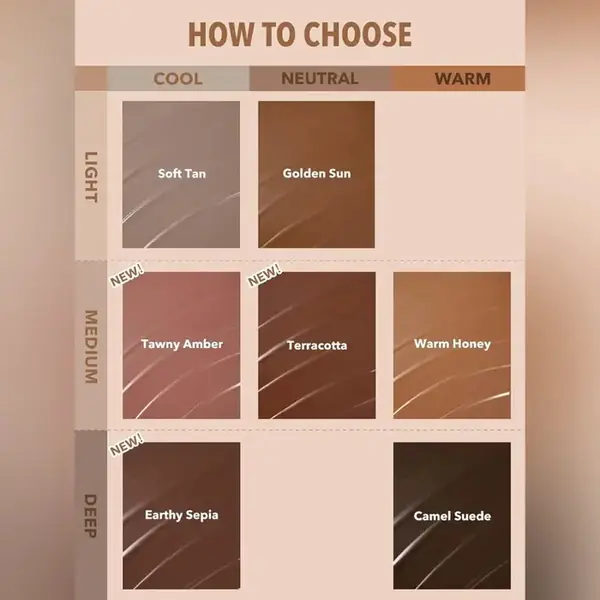 HOW TO CHOOSE
COOL NEUTRAL WARM
LIGHT
Soft Tan Golden Sun
MEDIUM
NEW! NEW!
Tawny Amber Terracotta Warm Honey
DEEP
NEW!
Earthy Sepia Camel Suede